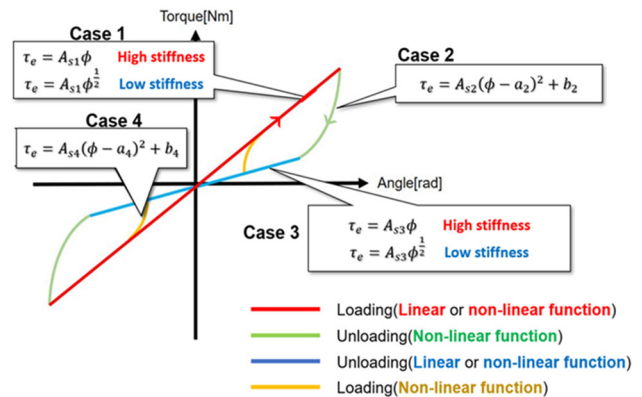 Torque[Nm]
Case 1
τₑ = Aₛ₁ϕ High stiffness
τₑ = Aₛ₁ϕ^(1/2) Low stiffness
Case 2
τₑ = Aₛ₂(ϕ − a₂)² + b₂
Case 4
τₑ = Aₛ₄(ϕ − a₄)² + b₄
Angle[rad]
Case 3
τₑ = Aₛ₃ϕ High stiffness
τₑ = Aₛ₃ϕ^(1/2) Low stiffness
Loading(Linear or non-linear function)
Unloading(Non-linear function)
Unloading(Linear or non-linear function)
Loading(Non-linear function)